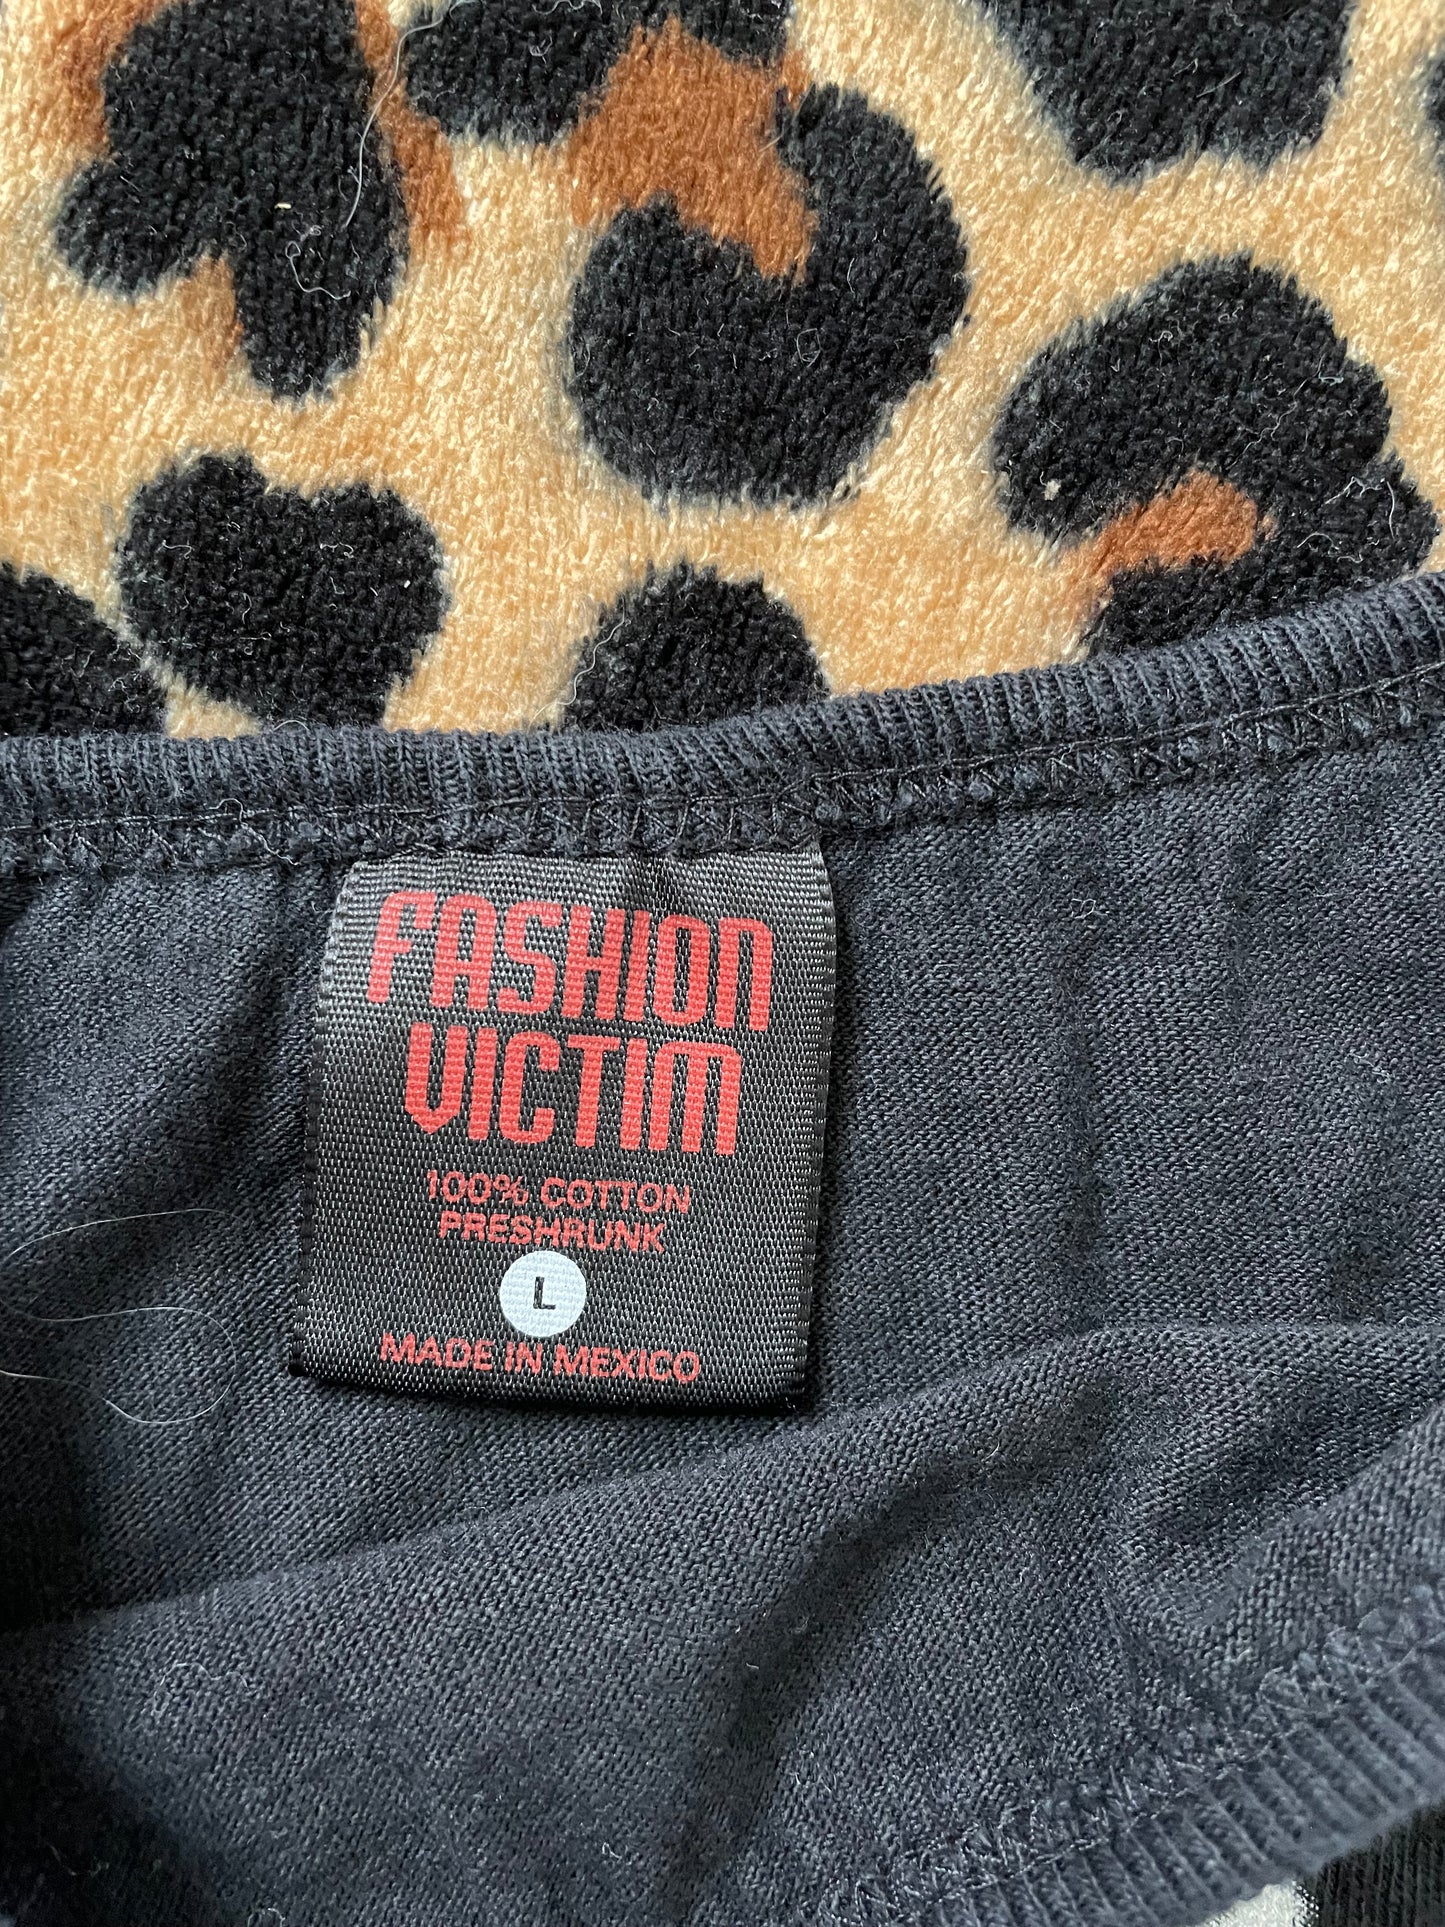 FASHION
VICTIM
100% COTTON
PRESHRUNK
L
MADE IN MEXICO